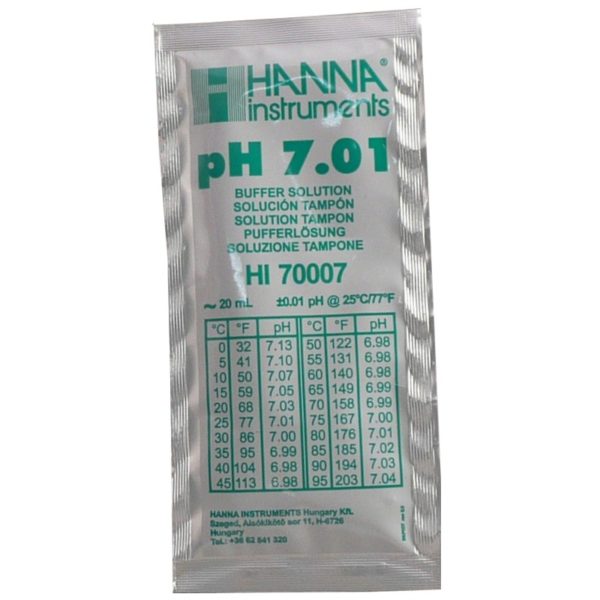 HANNA®
instruments
pH 7.01
BUFFER SOLUTION
SOLUCIÓN TAMPÓN
SOLUTION TAMPON
PUFFERLÖSUNG
SOLUZIONE TAMPONE
HI 70007
~ 20 mL ±0.01 pH @ 25°C/77°F
°C °F pH °C °F pH
0 32 7.13 50 122 6.98
5 41 7.10 55 131 6.98
10 50 7.07 60 140 6.98
15 59 7.05 65 149 6.99
20 68 7.03 70 158 6.99
25 77 7.01 75 167 7.00
30 86 7.00 80 176 7.01
35 95 6.99 85 185 7.02
40 104 6.98 90 194 7.03
45 113 6.98 95 203 7.04
HANNA INSTRUMENTS Hungary Kft.
Szeged, Alsókikötő sor 11, H-6726
Hungary
Tel.: +36 62 541 320